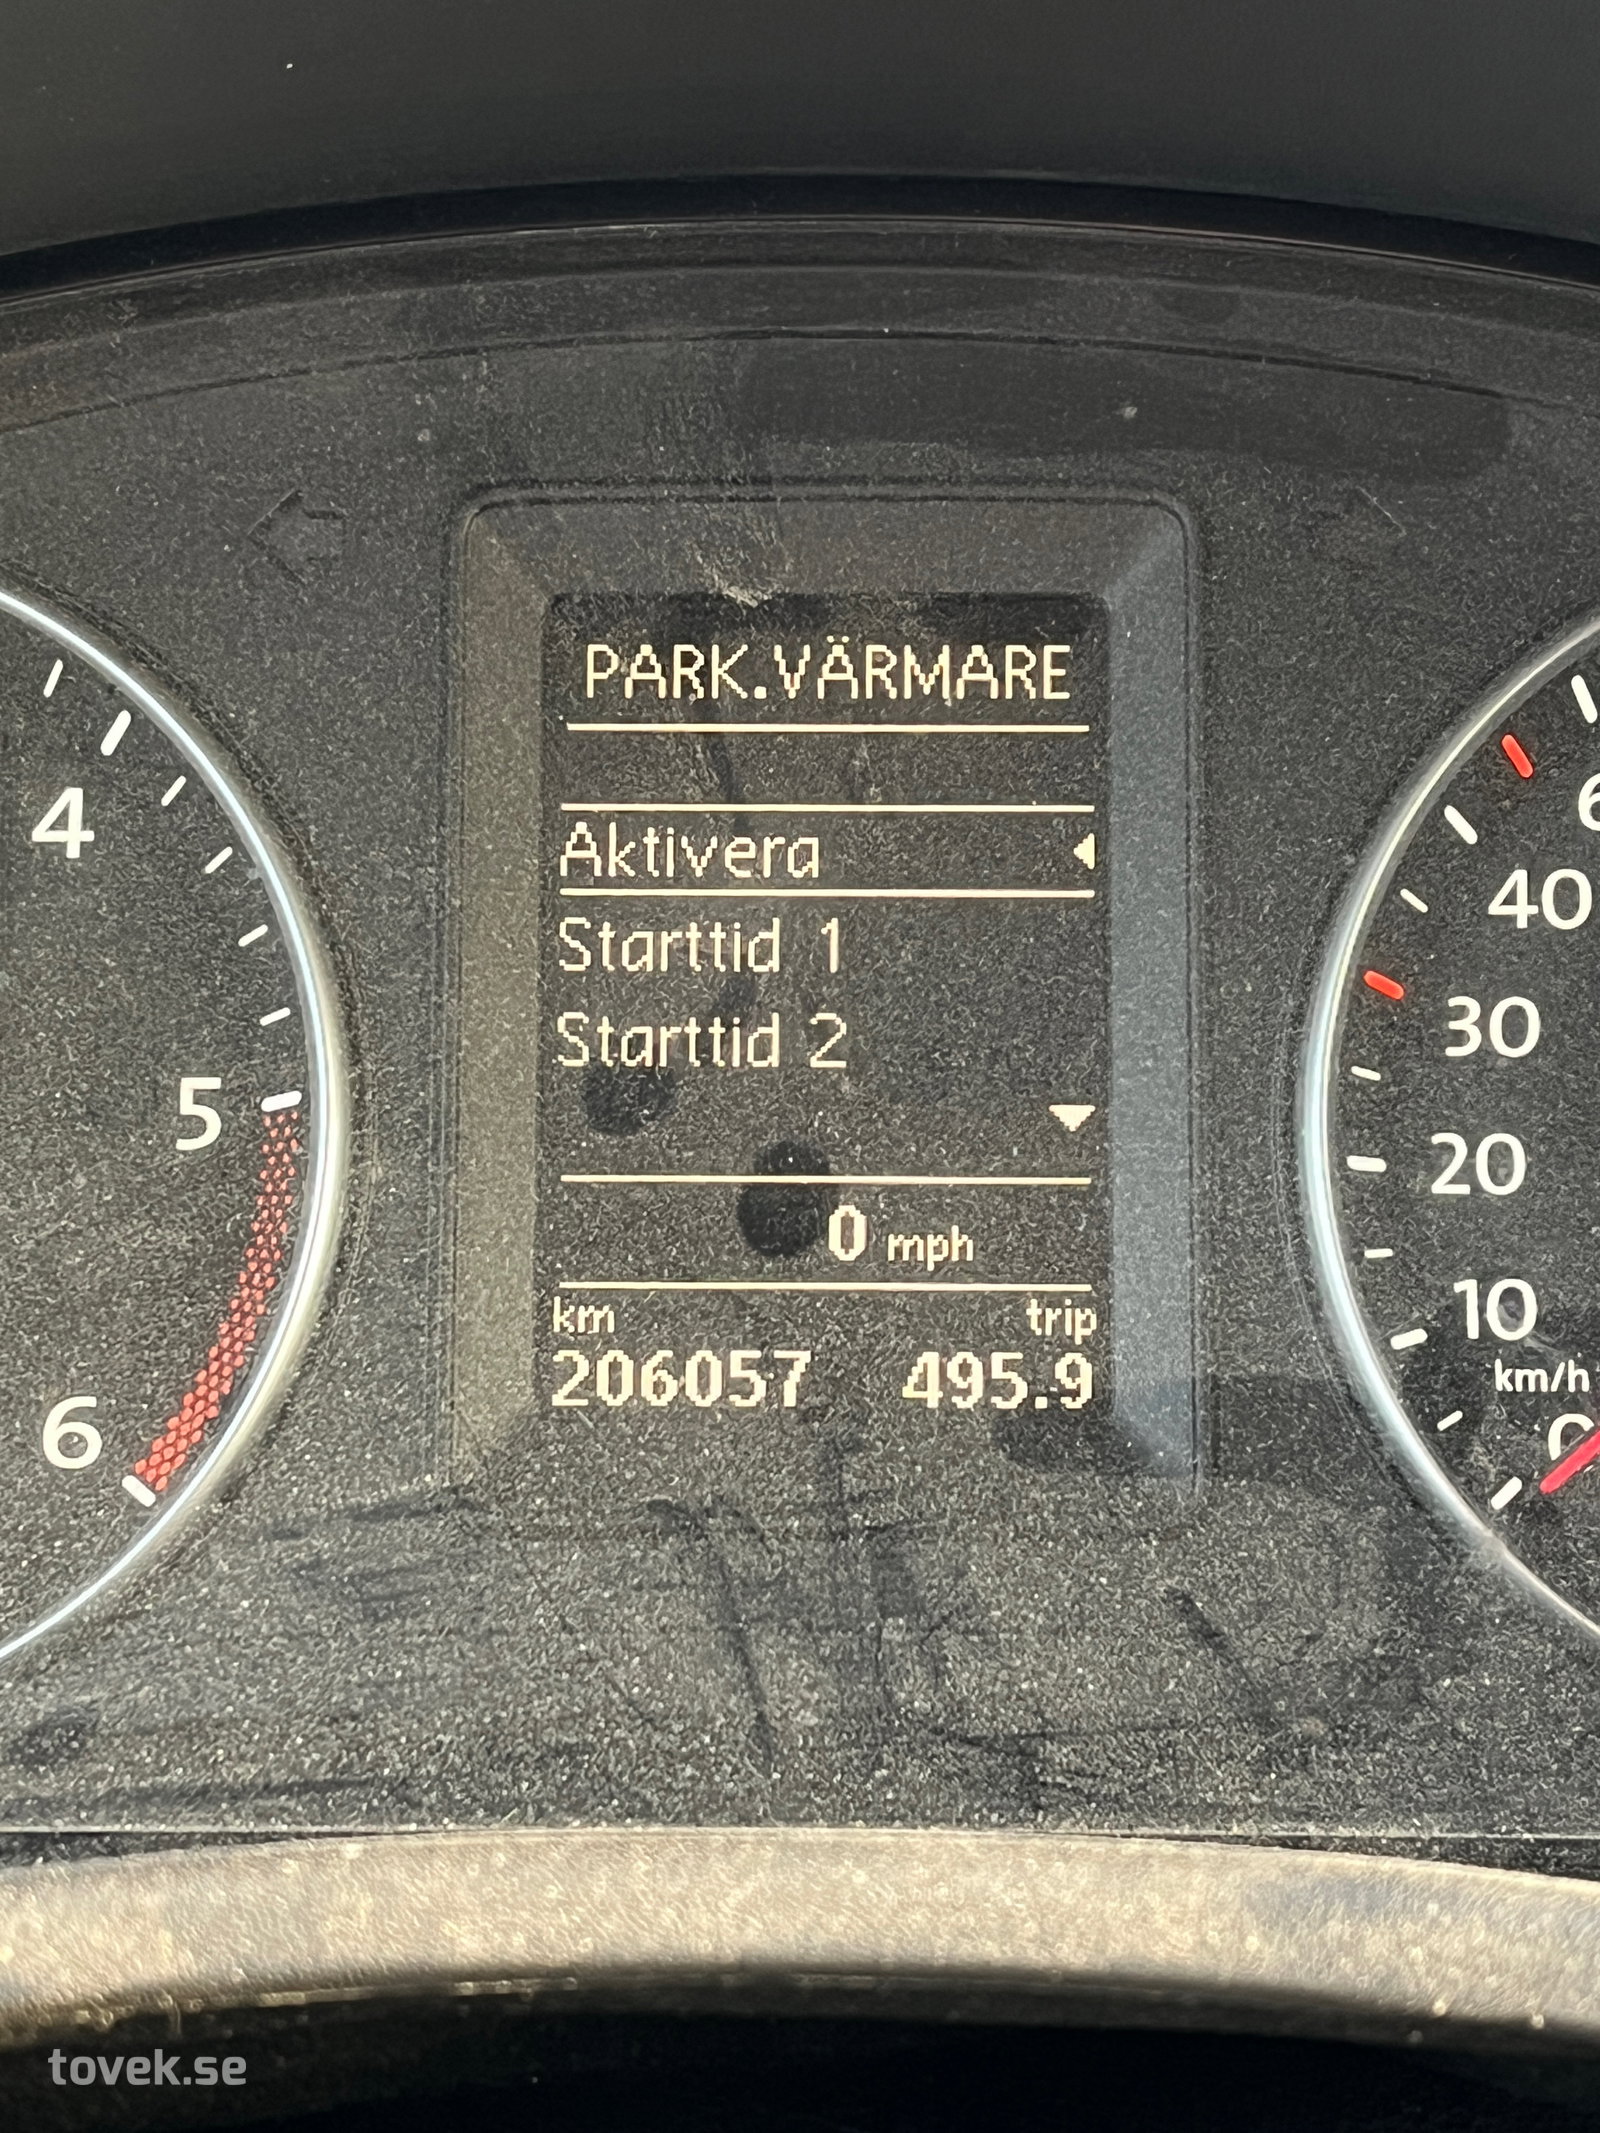 PARK.VÄRMARE
Aktivera
Starttid 1
Starttid 2
0 mph
km trip
206057 495.9
4
5
6
40
30
20
10
km/h
0
tovek.se